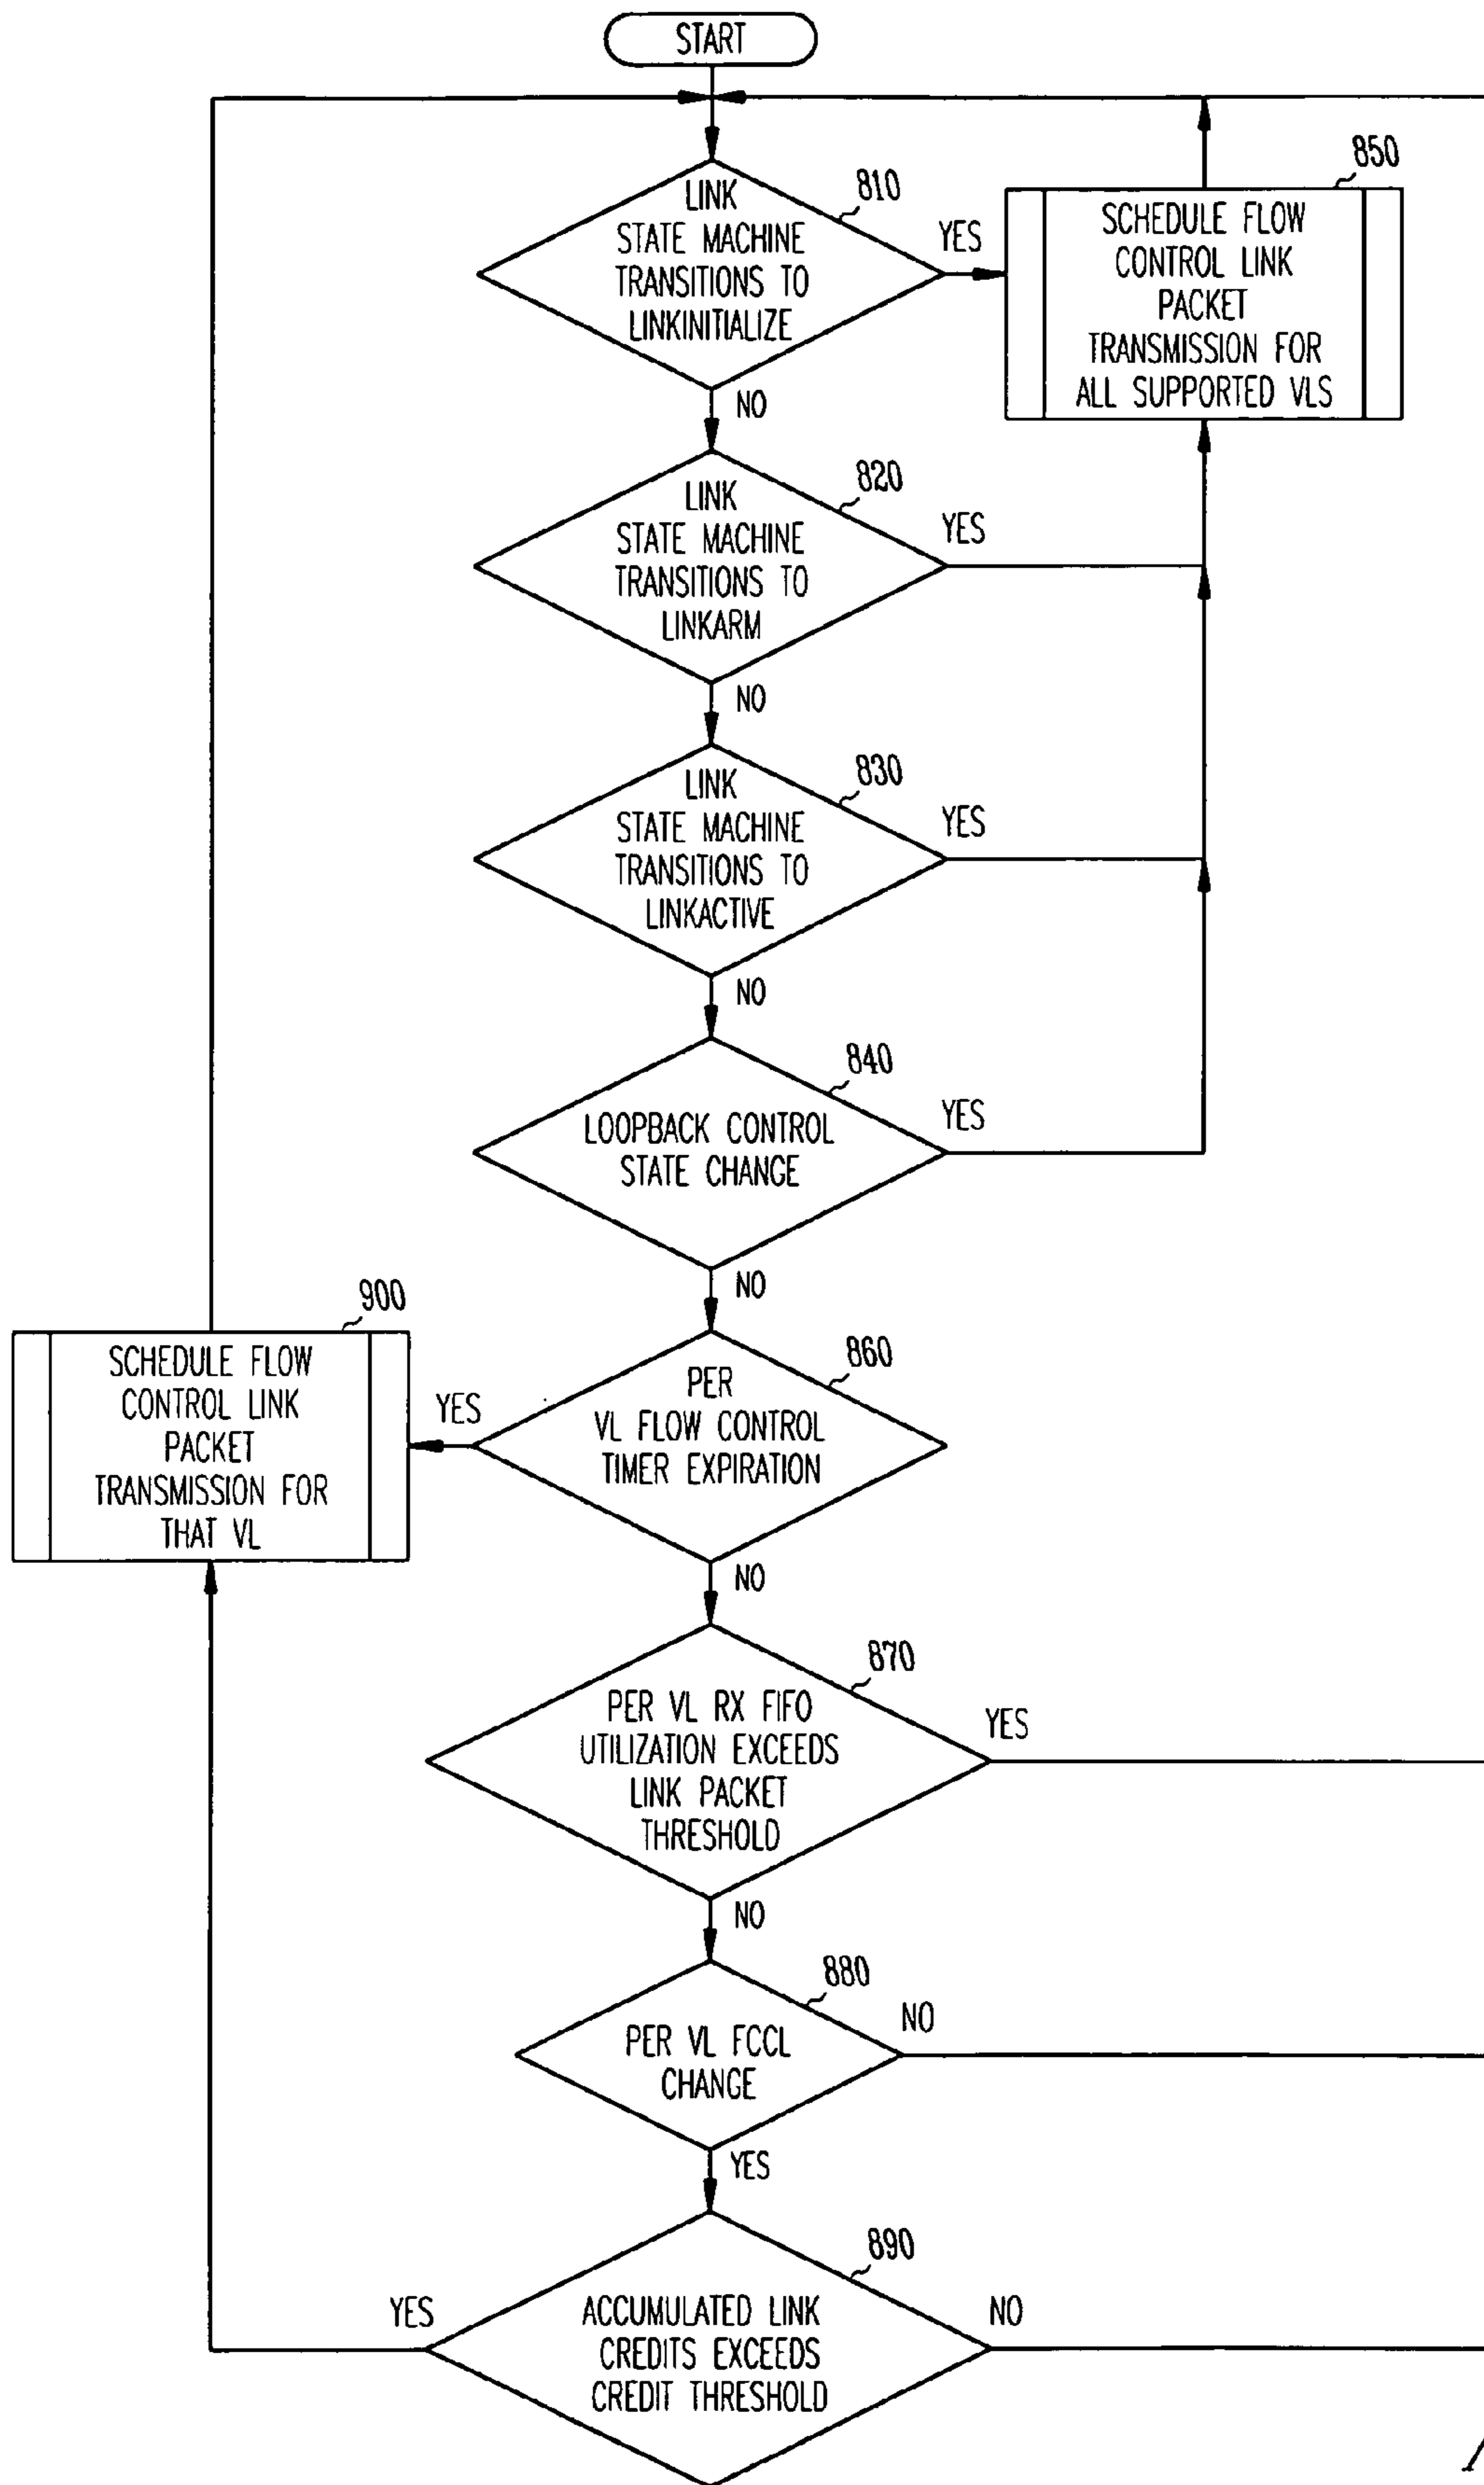 START
810
LINK
STATE MACHINE
TRANSITIONS TO
LINKINITIALIZE
YES
NO
850
SCHEDULE FLOW
CONTROL LINK
PACKET
TRANSMISSION FOR
ALL SUPPORTED VLS
820
LINK
STATE MACHINE
TRANSITIONS TO
LINKARM
YES
NO
830
LINK
STATE MACHINE
TRANSITIONS TO
LINKACTIVE
YES
NO
840
LOOPBACK CONTROL
STATE CHANGE
YES
NO
900
SCHEDULE FLOW
CONTROL LINK
PACKET
TRANSMISSION FOR
THAT VL
YES
860
PER
VL FLOW CONTROL
TIMER EXPIRATION
NO
870
PER VL RX FIFO
UTILIZATION EXCEEDS
LINK PACKET
THRESHOLD
YES
NO
880
PER VL FCCL
CHANGE
NO
YES
890
ACCUMULATED LINK
CREDITS EXCEEDS
CREDIT THRESHOLD
YES
NO